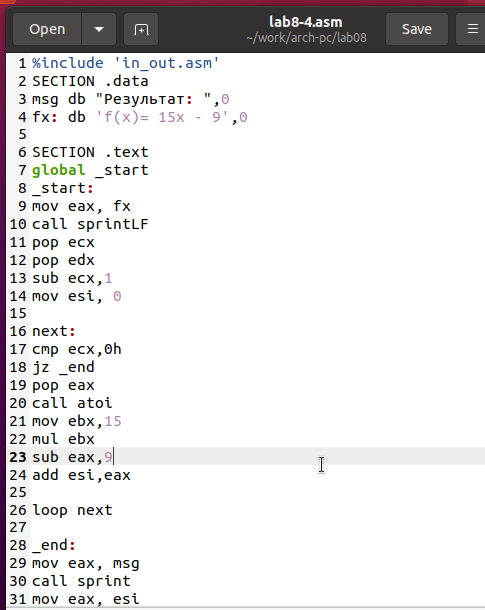 Open lab8-4.asm Save
~/work/arch-pc/lab08
1 %include 'in_out.asm'
2 SECTION .data
3 msg db "Результат: ",0
4 fx: db 'f(x)= 15x - 9',0
5
6 SECTION .text
7 global _start
8 _start:
9 mov eax, fx
10 call sprintLF
11 pop ecx
12 pop edx
13 sub ecx,1
14 mov esi, 0
15
16 next:
17 cmp ecx,0h
18 jz _end
19 pop eax
20 call atoi
21 mov ebx,15
22 mul ebx
23 sub eax,9
24 add esi,eax
25
26 loop next
27
28 _end:
29 mov eax, msg
30 call sprint
31 mov eax, esi